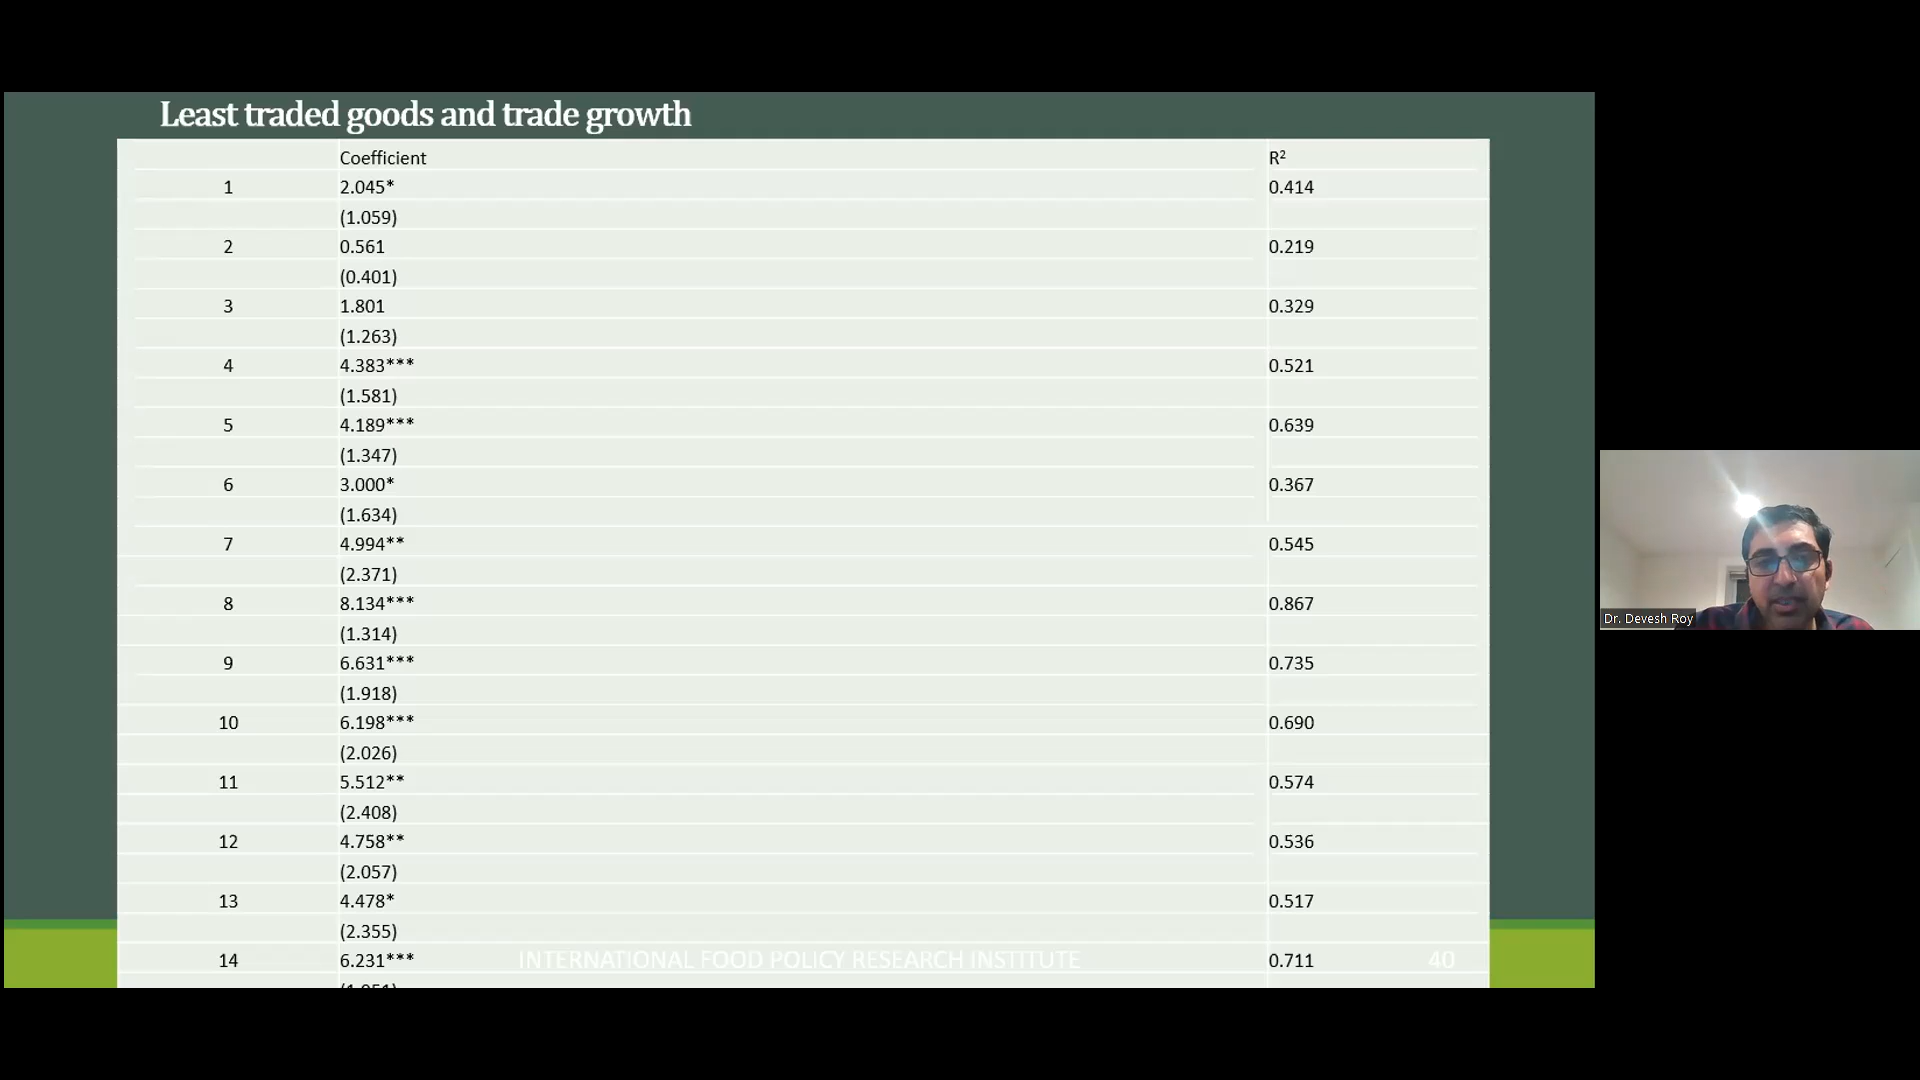 Least traded goods and trade growth
Coefficient R²
1 2.045* 0.414
(1.059)
2 0.561 0.219
(0.401)
3 1.801 0.329
(1.263)
4 4.383*** 0.521
(1.581)
5 4.189*** 0.639
(1.347)
6 3.000* 0.367
(1.634)
7 4.994** 0.545
(2.371)
8 8.134*** 0.867
(1.314)
9 6.631*** 0.735
(1.918)
10 6.198*** 0.690
(2.026)
11 5.512** 0.574
(2.408)
12 4.758** 0.536
(2.057)
13 4.478* 0.517
(2.355)
14 6.231*** 0.711
INTERNATIONAL FOOD POLICY RESEARCH INSTITUTE 40
Dr. Devesh Roy